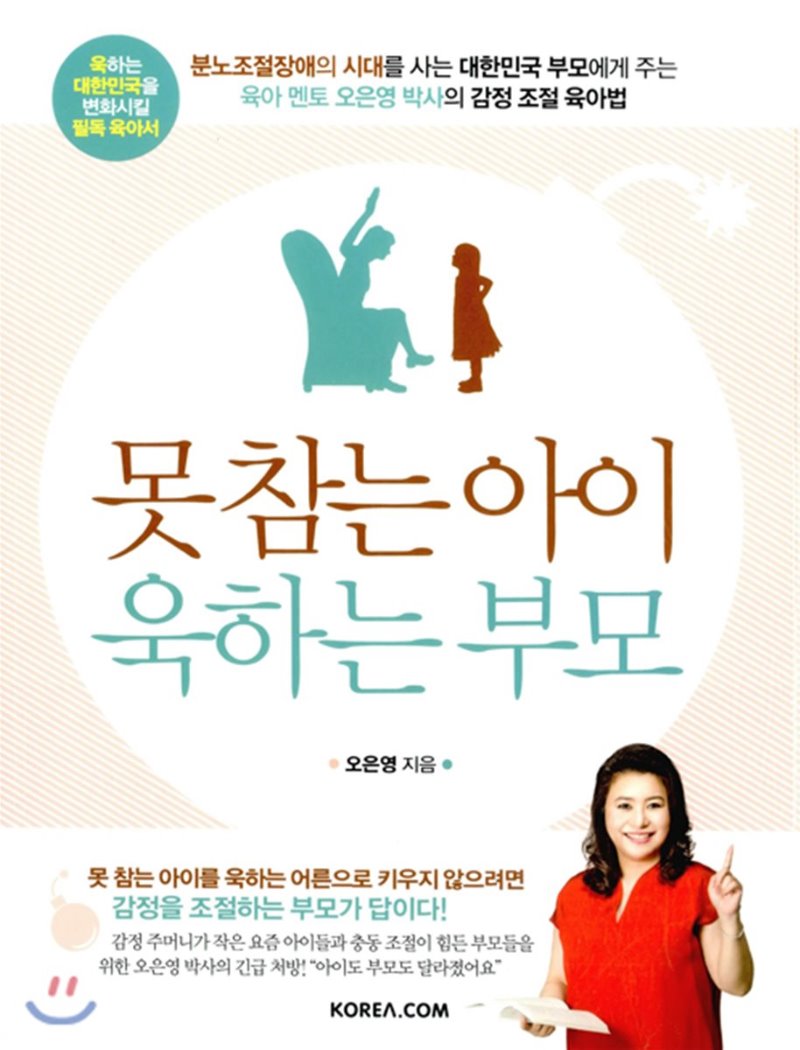 욱하는
대한민국을
변화시킬
필독 육아서
분노조절장애의 시대를 사는 대한민국 부모에게 주는
육아 멘토 오은영 박사의 감정 조절 육아법
못 참는 아이
욱하는 부모
오은영 지음
못 참는 아이를 욱하는 어른으로 키우지 않으려면
감정을 조절하는 부모가 답이다!
감정 주머니가 작은 요즘 아이들과 충동 조절이 힘든 부모들을
위한 오은영 박사의 긴급 처방! “아이도 부모도 달라졌어요”
KOREA.COM